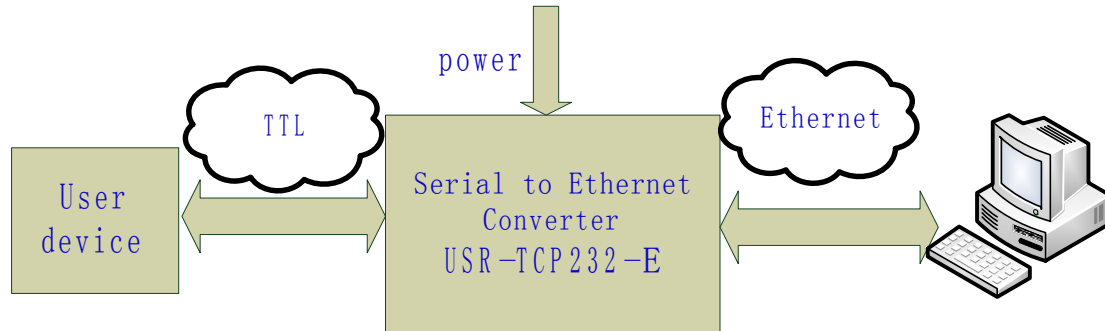 power
TTL
Ethernet
User
device
Serial to Ethernet
Converter
USR-TCP232-E